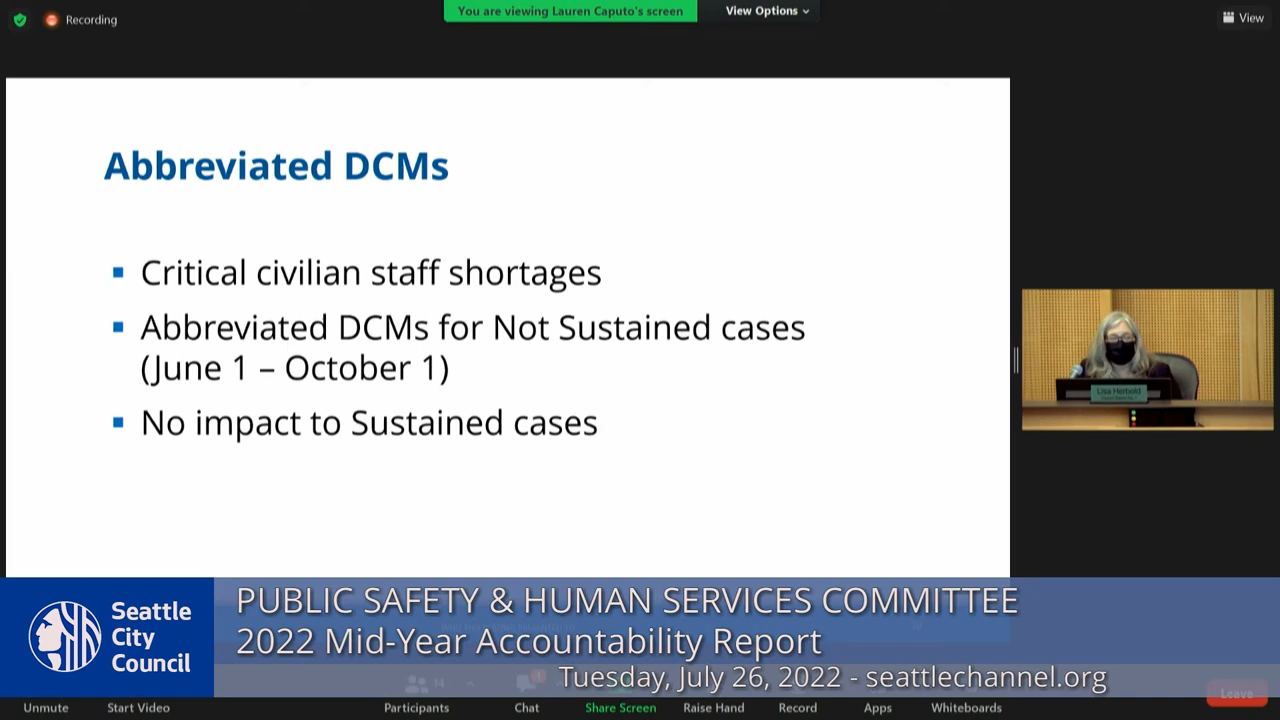 Recording
You are viewing Lauren Caputo's screen
View Options
View
Abbreviated DCMs
Critical civilian staff shortages
Abbreviated DCMs for Not Sustained cases
(June 1 – October 1)
No impact to Sustained cases
Lisa Herbold
Seattle
City
Council
PUBLIC SAFETY & HUMAN SERVICES COMMITTEE
2022 Mid-Year Accountability Report
Tuesday, July 26, 2022 - seattlechannel.org
14
Leave
Unmute
Start Video
Participants
Chat
Share Screen
Raise Hand
Record
Apps
Whiteboards